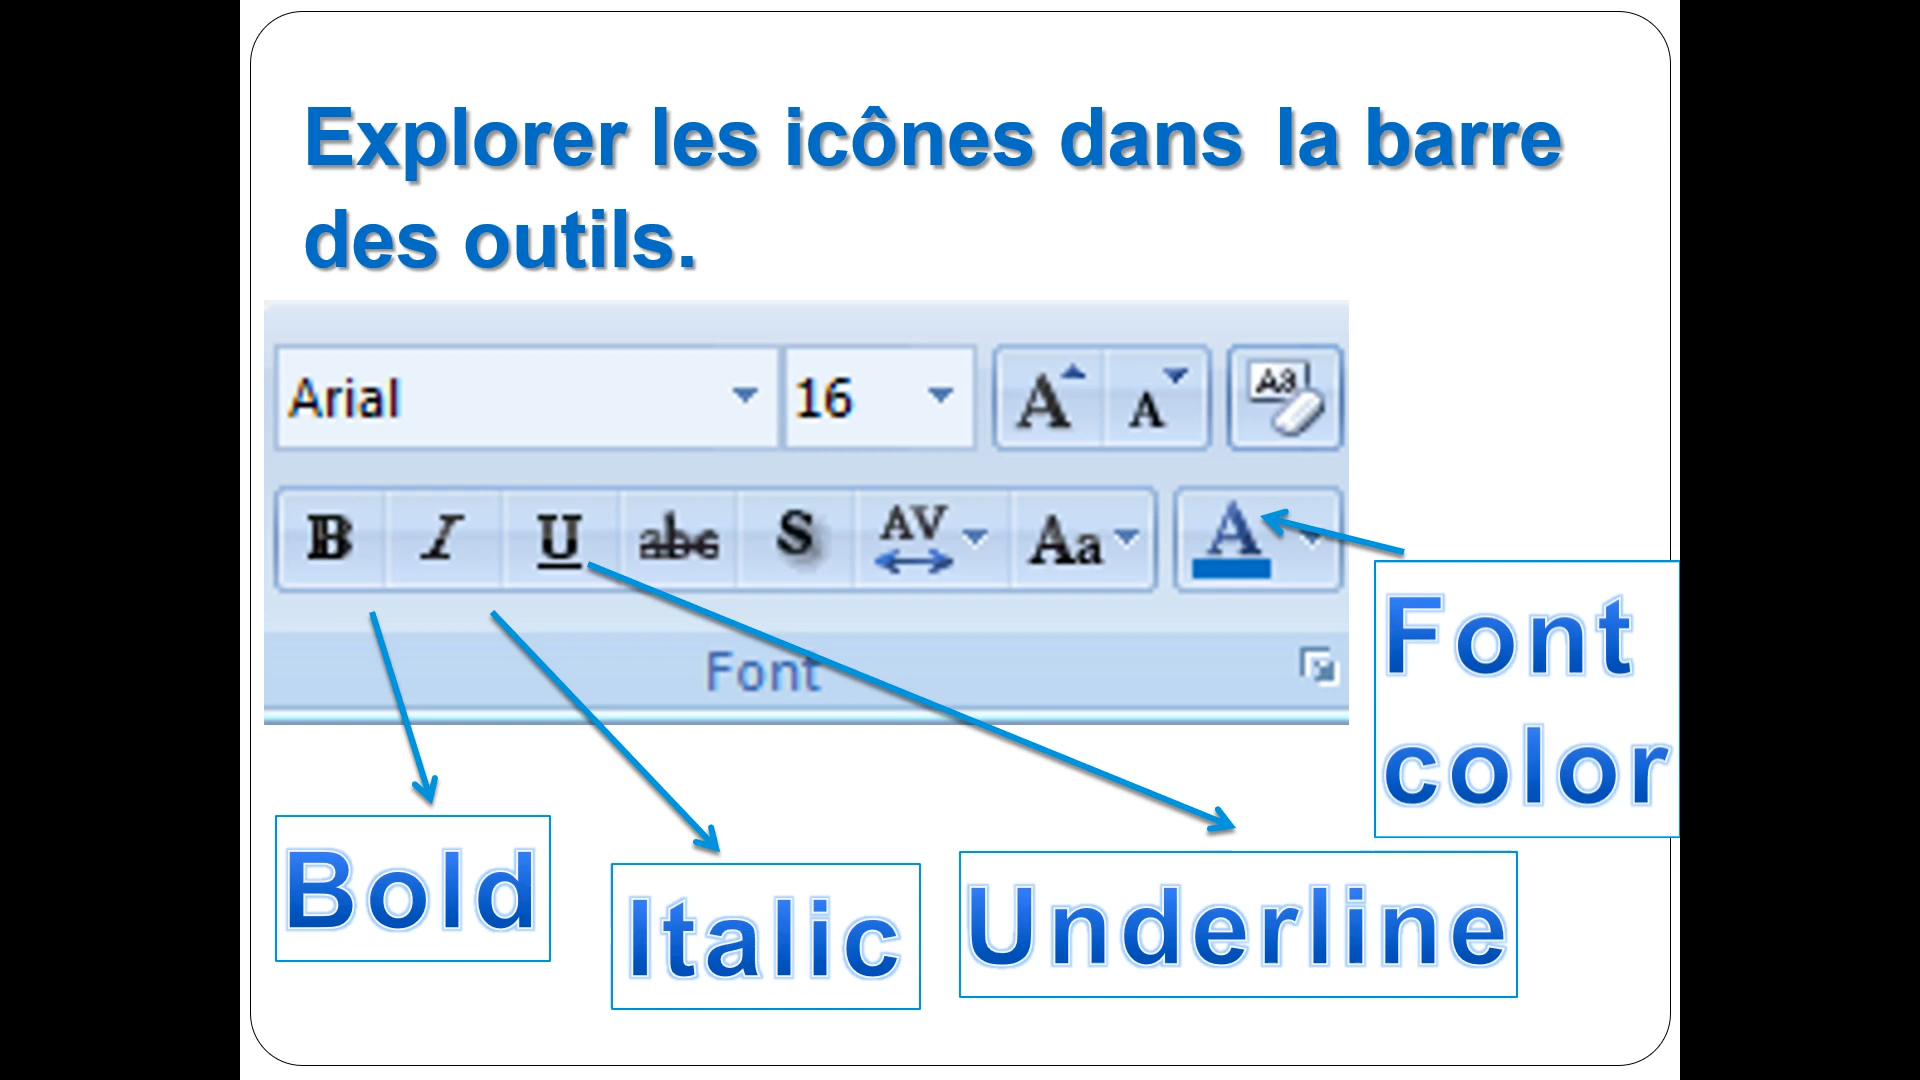 Explorer les icônes dans la barre
des outils.
Arial 16 A A Aa
B I U abc S AV Aa A
Font
Font
color
Bold
Italic
Underline